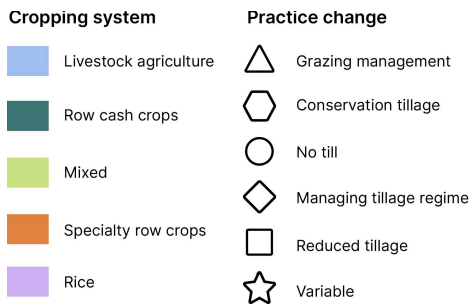 Cropping system
Livestock agriculture
Row cash crops
Mixed
Specialty row crops
Rice
Practice change
Grazing management
Conservation tillage
No till
Managing tillage regime
Reduced tillage
Variable